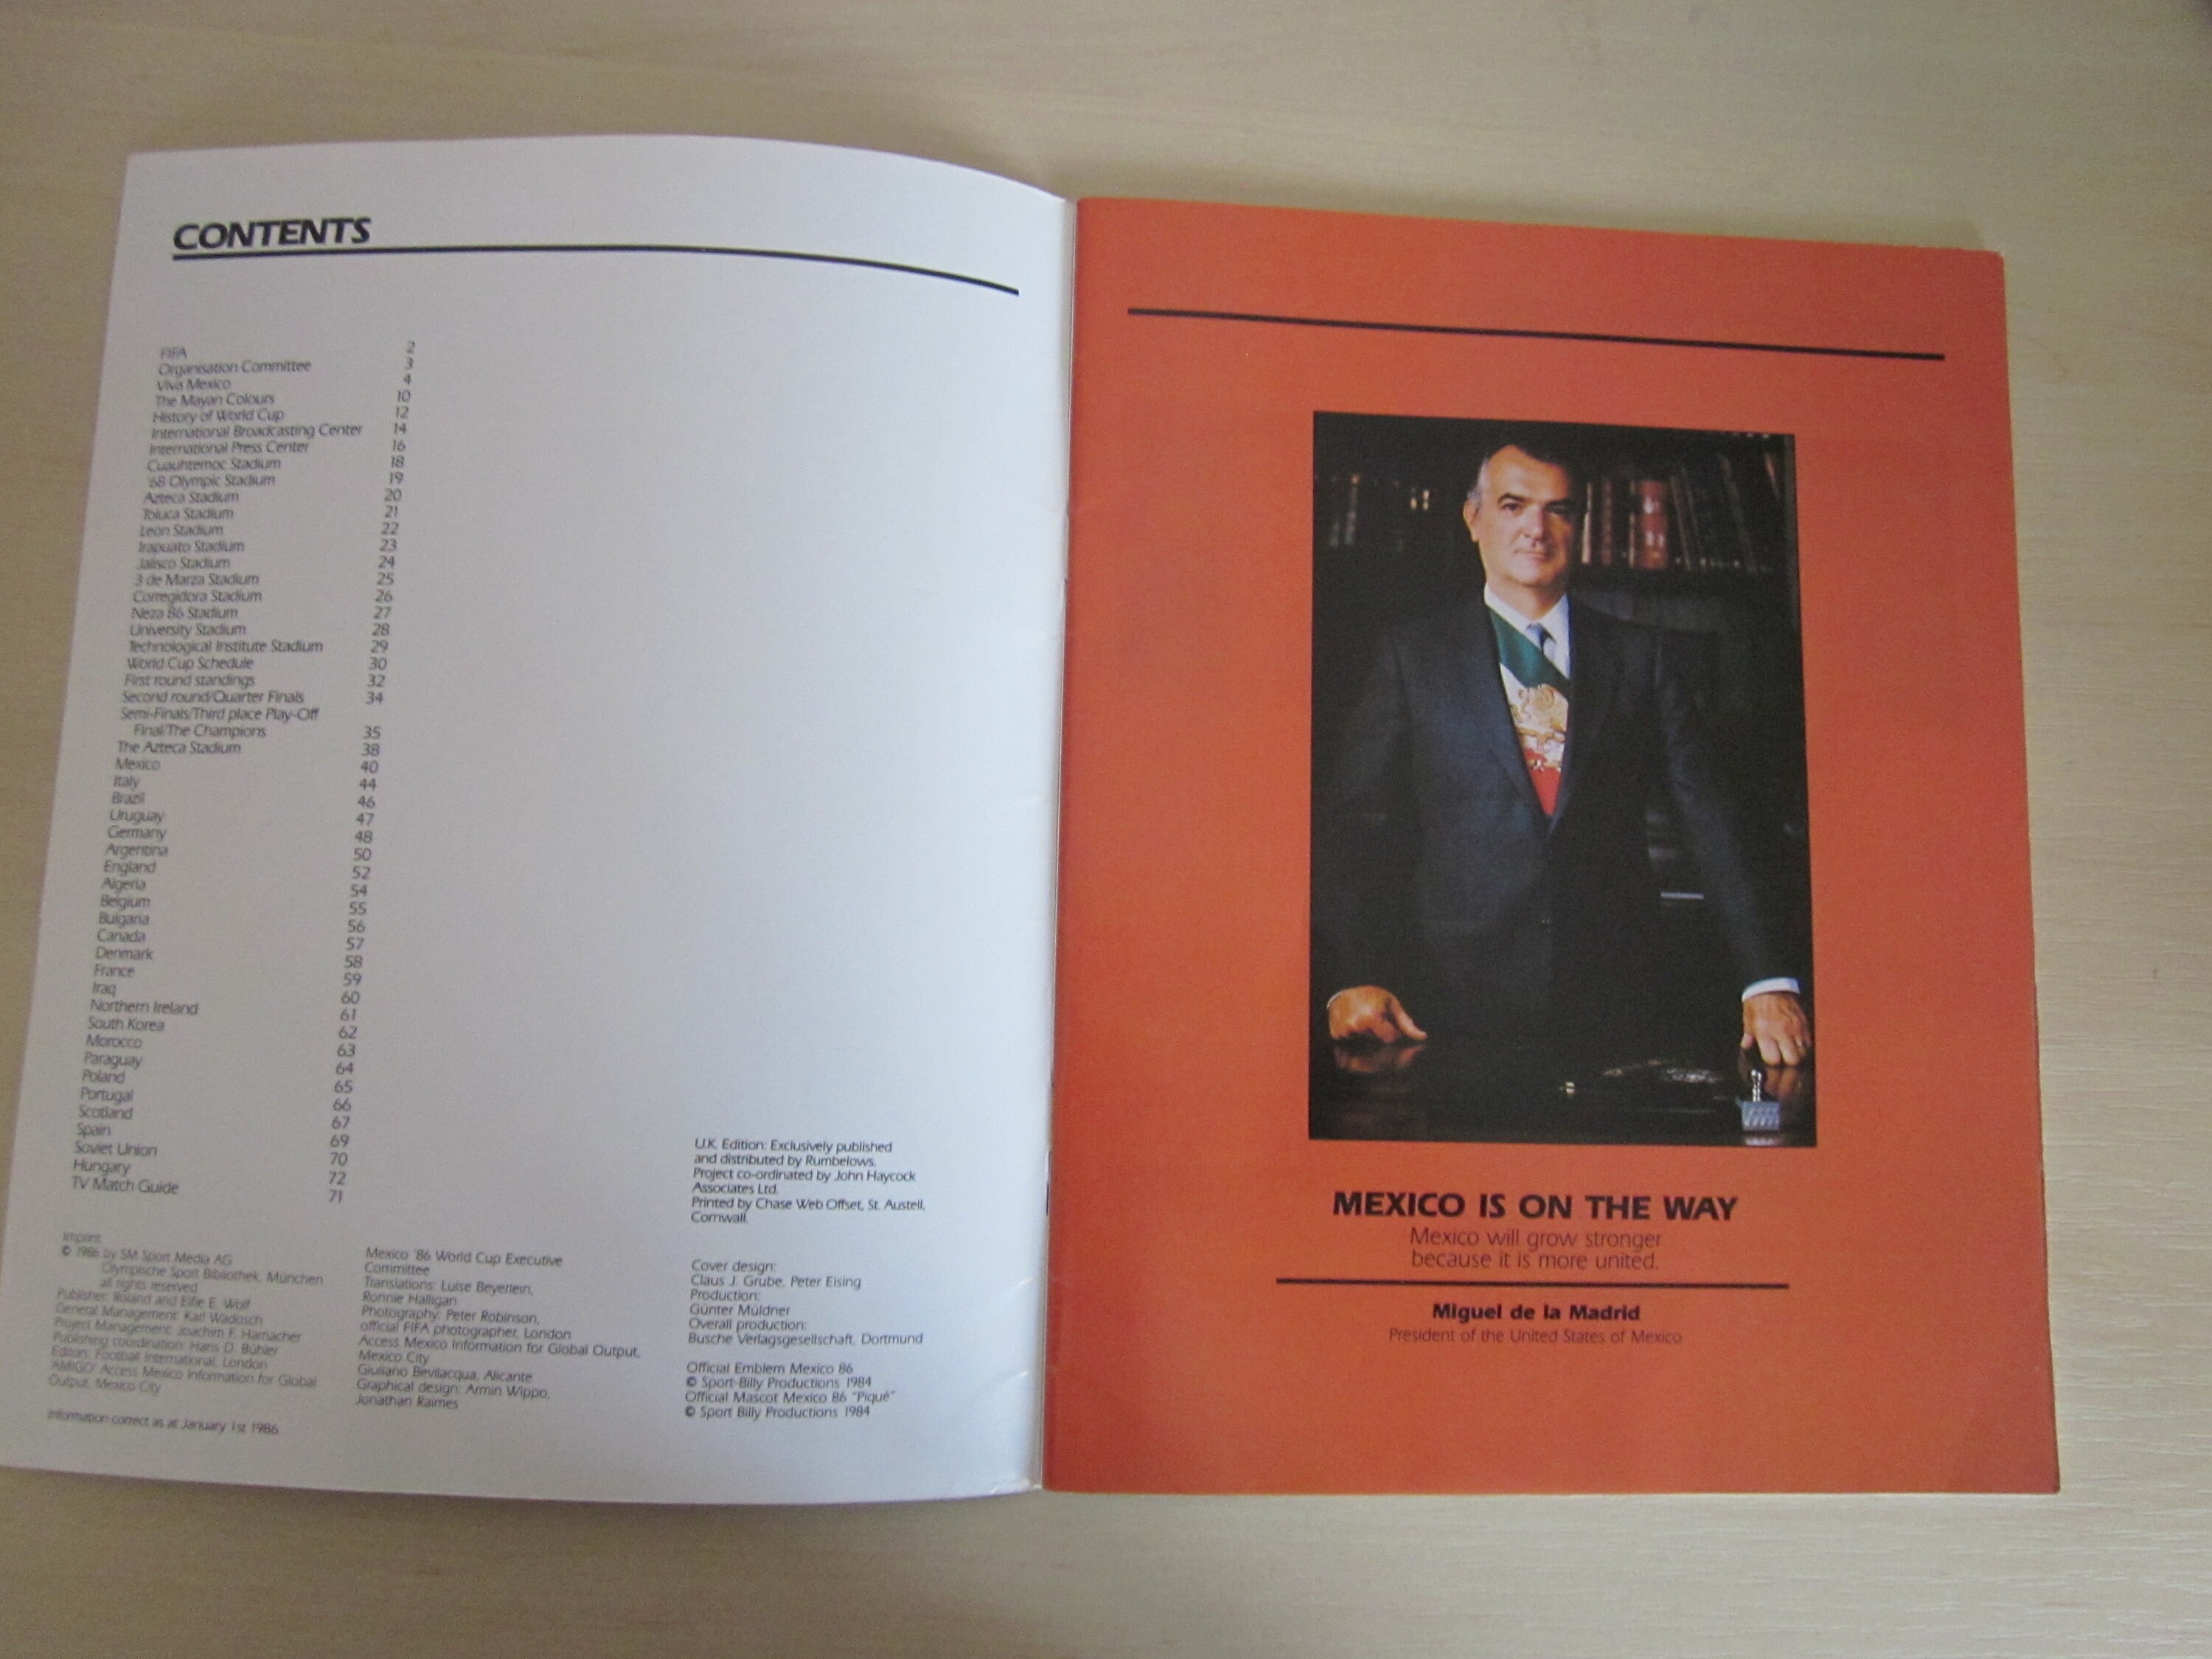 CONTENTS
FIFA 2
Organisation Committee 3
Viva Mexico 4
The Mayan Colours 10
History of World Cup 12
International Broadcasting Center 14
International Press Center 16
Cuauhtemoc Stadium 18
'68 Olympic Stadium 19
Azteca Stadium 20
Toluca Stadium 21
Leon Stadium 22
Irapuato Stadium 23
Jalisco Stadium 24
3 de Marza Stadium 25
Corregidora Stadium 26
Neza 86 Stadium 27
University Stadium 28
Technological Institute Stadium 29
World Cup Schedule 30
First round standings 32
Second round/Quarter Finals 34
Semi-Finals/Third place Play-Off
Final/The Champions 35
The Azteca Stadium 38
Mexico 40
Italy 44
Brazil 46
Uruguay 47
Germany 48
Argentina 50
England 52
Algeria 54
Belgium 55
Bulgaria 56
Canada 57
Denmark 58
France 59
Iraq 60
Northern Ireland 61
South Korea 62
Morocco 63
Paraguay 64
Poland 65
Portugal 66
Scotland 67
Spain 69
Soviet Union 70
Hungary 72
TV Match Guide 71
Imprint
© 1986 by SM Sport Media AG
Olympische Sport Bibliothek, München
all rights reserved
Publisher: Roland and Elfie E. Wolf
General Management: Karl Wadosch
Project Management: Joachim F. Hamacher
Publishing coordination: Hans D. Bühler
Editors: Football International, London
'AMIGO' Access Mexico Information for Global
Output, Mexico City
Information correct as at January 1st 1986.
Mexico '86 World Cup Executive
Committee
Translations: Luise Beyerlein,
Ronnie Halligan
Photography: Peter Robinson,
official FIFA photographer, London
Access Mexico Information for Global Output,
Mexico City
Giuliano Bevilacqua, Alicante
Graphical design: Armin Wippo,
Jonathan Raimes
U.K. Edition: Exclusively published
and distributed by Rumbelows.
Project co-ordinated by John Haycock
Associates Ltd.
Printed by Chase Web Offset, St. Austell,
Cornwall.
Cover design:
Claus J. Grube, Peter Eising
Production:
Günter Müldner
Overall production:
Busche Verlagsgesellschaft, Dortmund
Official Emblem Mexico 86
© Sport-Billy Productions 1984
Official Mascot Mexico 86 "Piqué"
© Sport Billy Productions 1984
MEXICO IS ON THE WAY
Mexico will grow stronger
because it is more united.
Miguel de la Madrid
President of the United States of Mexico